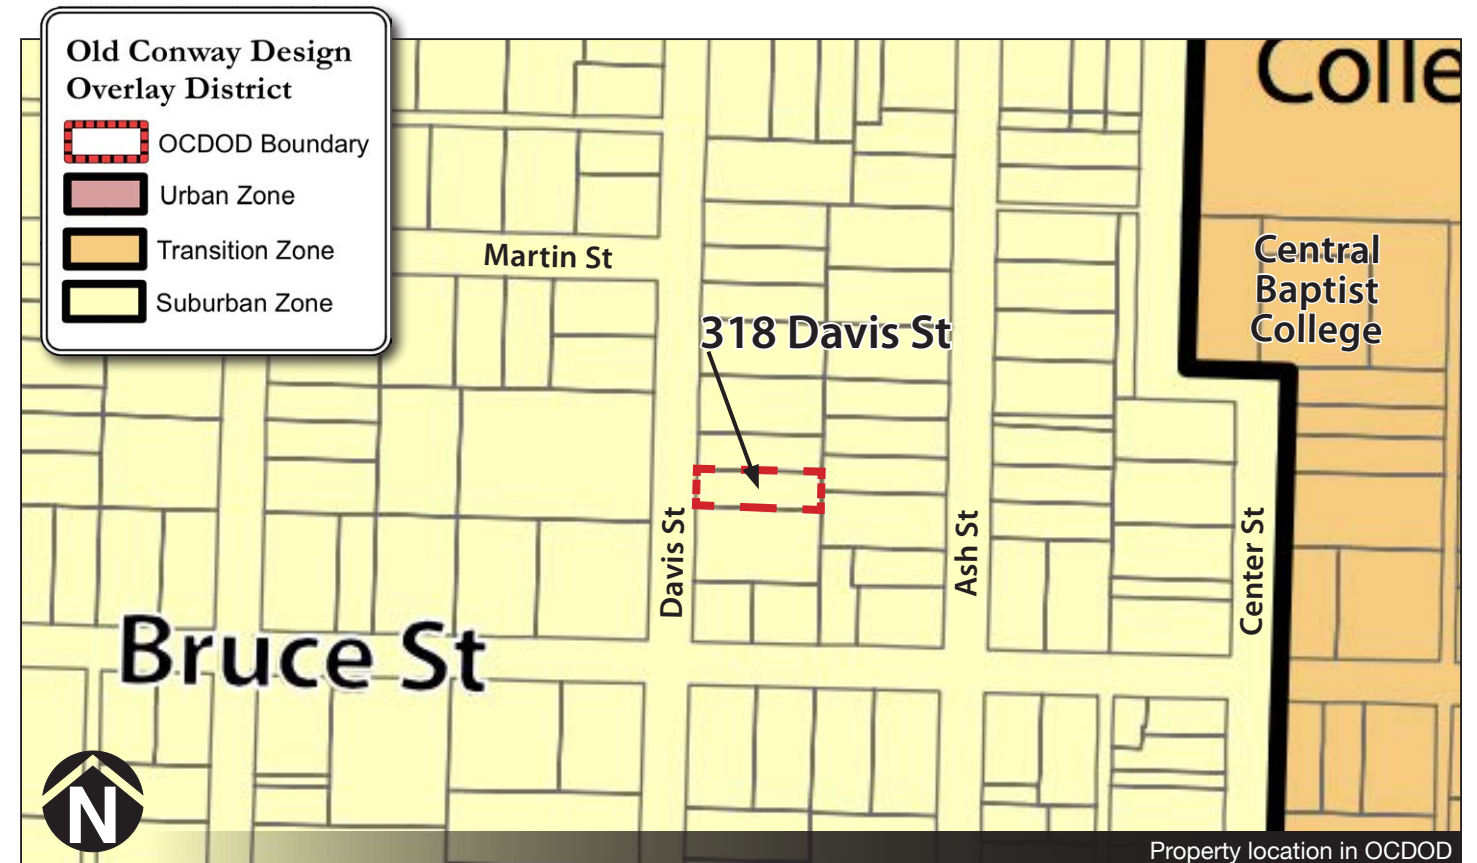 Old Conway Design
Overlay District
OCDOD Boundary
Urban Zone
Transition Zone
Suburban Zone
Colle
Martin St
Central
Baptist
College
318 Davis St
Davis St
Ash St
Center St
Bruce St
N
Property location in OCDOD